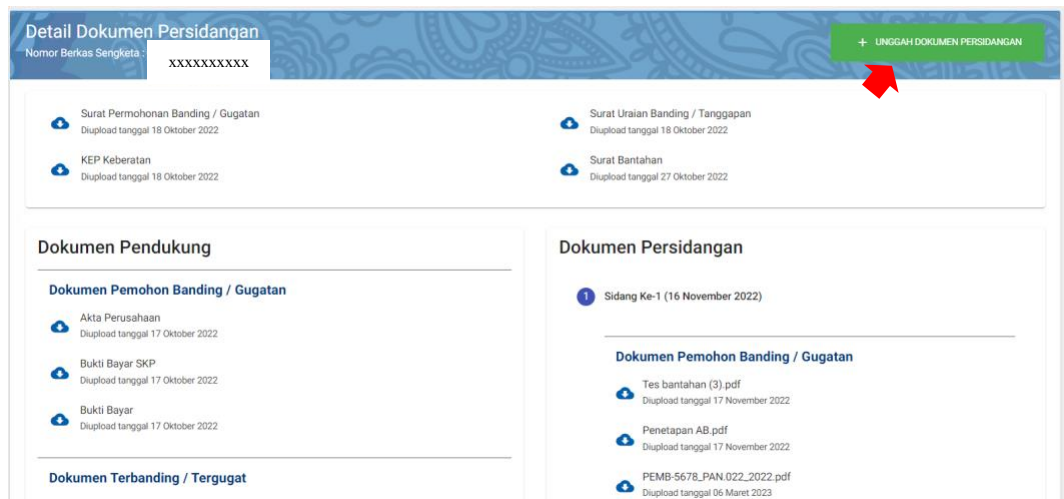 Detail Dokumen Persidangan
Nomor Berkas Sengketa :
xxxxxxxxxx
+ UNGGAH DOKUMEN PERSIDANGAN
Surat Permohonan Banding / Gugatan
Diupload tanggal 18 Oktober 2022
KEP Keberatan
Diupload tanggal 18 Oktober 2022
Surat Uraian Banding / Tanggapan
Diupload tanggal 18 Oktober 2022
Surat Bantahan
Diupload tanggal 27 Oktober 2022
Dokumen Pendukung
Dokumen Pemohon Banding / Gugatan
Akta Perusahaan
Diupload tanggal 17 Oktober 2022
Bukti Bayar SKP
Diupload tanggal 17 Oktober 2022
Bukti Bayar
Diupload tanggal 17 Oktober 2022
Dokumen Terbanding / Tergugat
Dokumen Persidangan
1 Sidang Ke-1 (16 November 2022)
Dokumen Pemohon Banding / Gugatan
Tes bantahan (3).pdf
Diupload tanggal 17 November 2022
Penetapan AB.pdf
Diupload tanggal 17 November 2022
PEMB-5678_PAN.022_2022.pdf
Diupload tanggal 06 Maret 2023